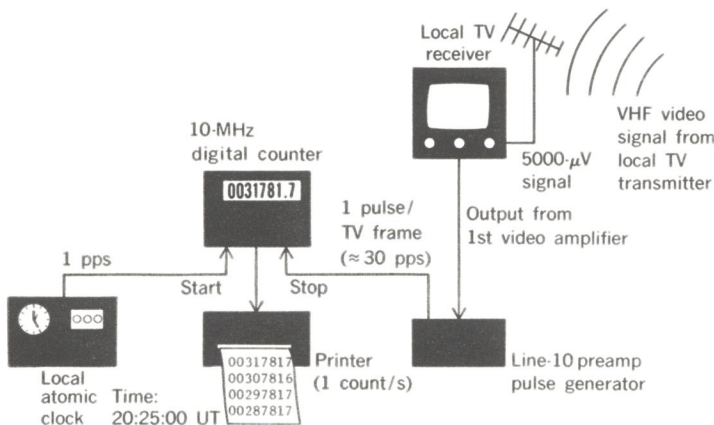 Local TV
receiver
VHF video
signal from
local TV
transmitter
5000-μV
signal
10-MHz
digital counter
0031781.7
1 pulse/
TV frame
(≈ 30 pps)
Output from
1st video amplifier
1 pps
Start
Stop
00317817
00307816
00297817
00287817
Printer
(1 count/s)
Line-10 preamp
pulse generator
Local
atomic
clock
Time:
20:25:00 UT
000